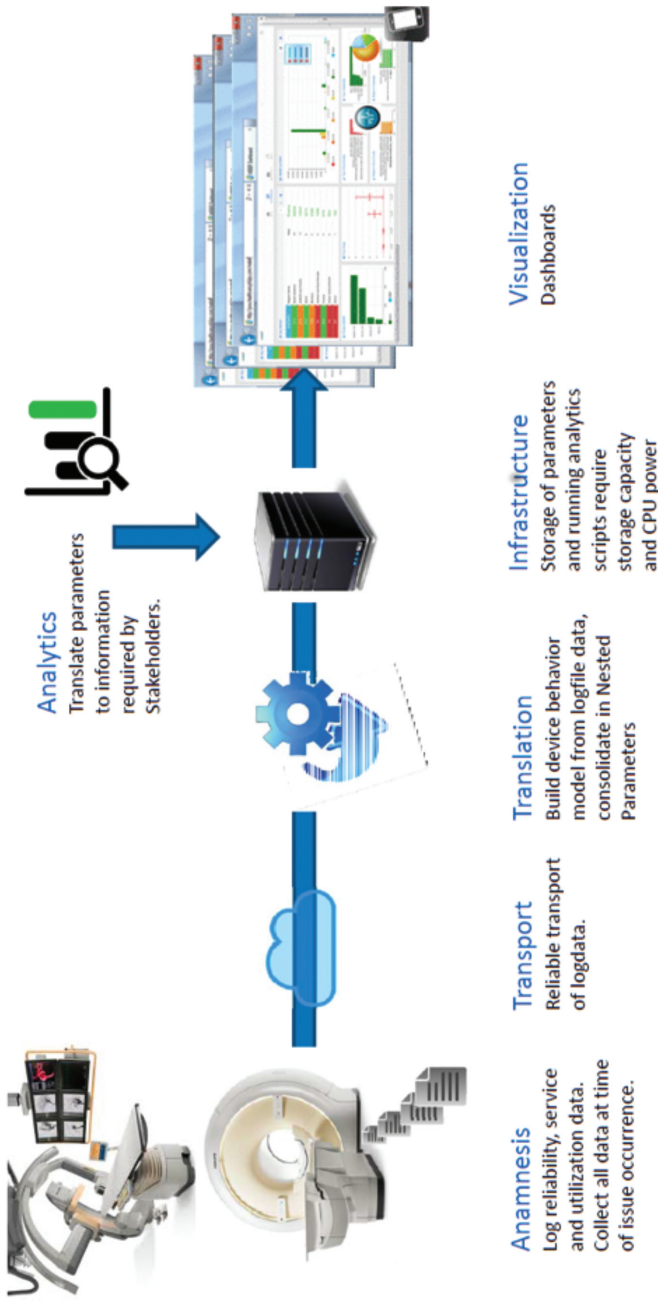 Analytics
Translate parameters
to information
required by
Stakeholders.
Anamnesis
Log reliability, service
and utilization data.
Collect all data at time
of issue occurrence.
Transport
Reliable transport
of logdata.
Translation
Build device behavior
model from logfile data,
consolidate in Nested
Parameters
Infrastructure
Storage of parameters
and running analytics
scripts require
storage capacity
and CPU power
Visualization
Dashboards